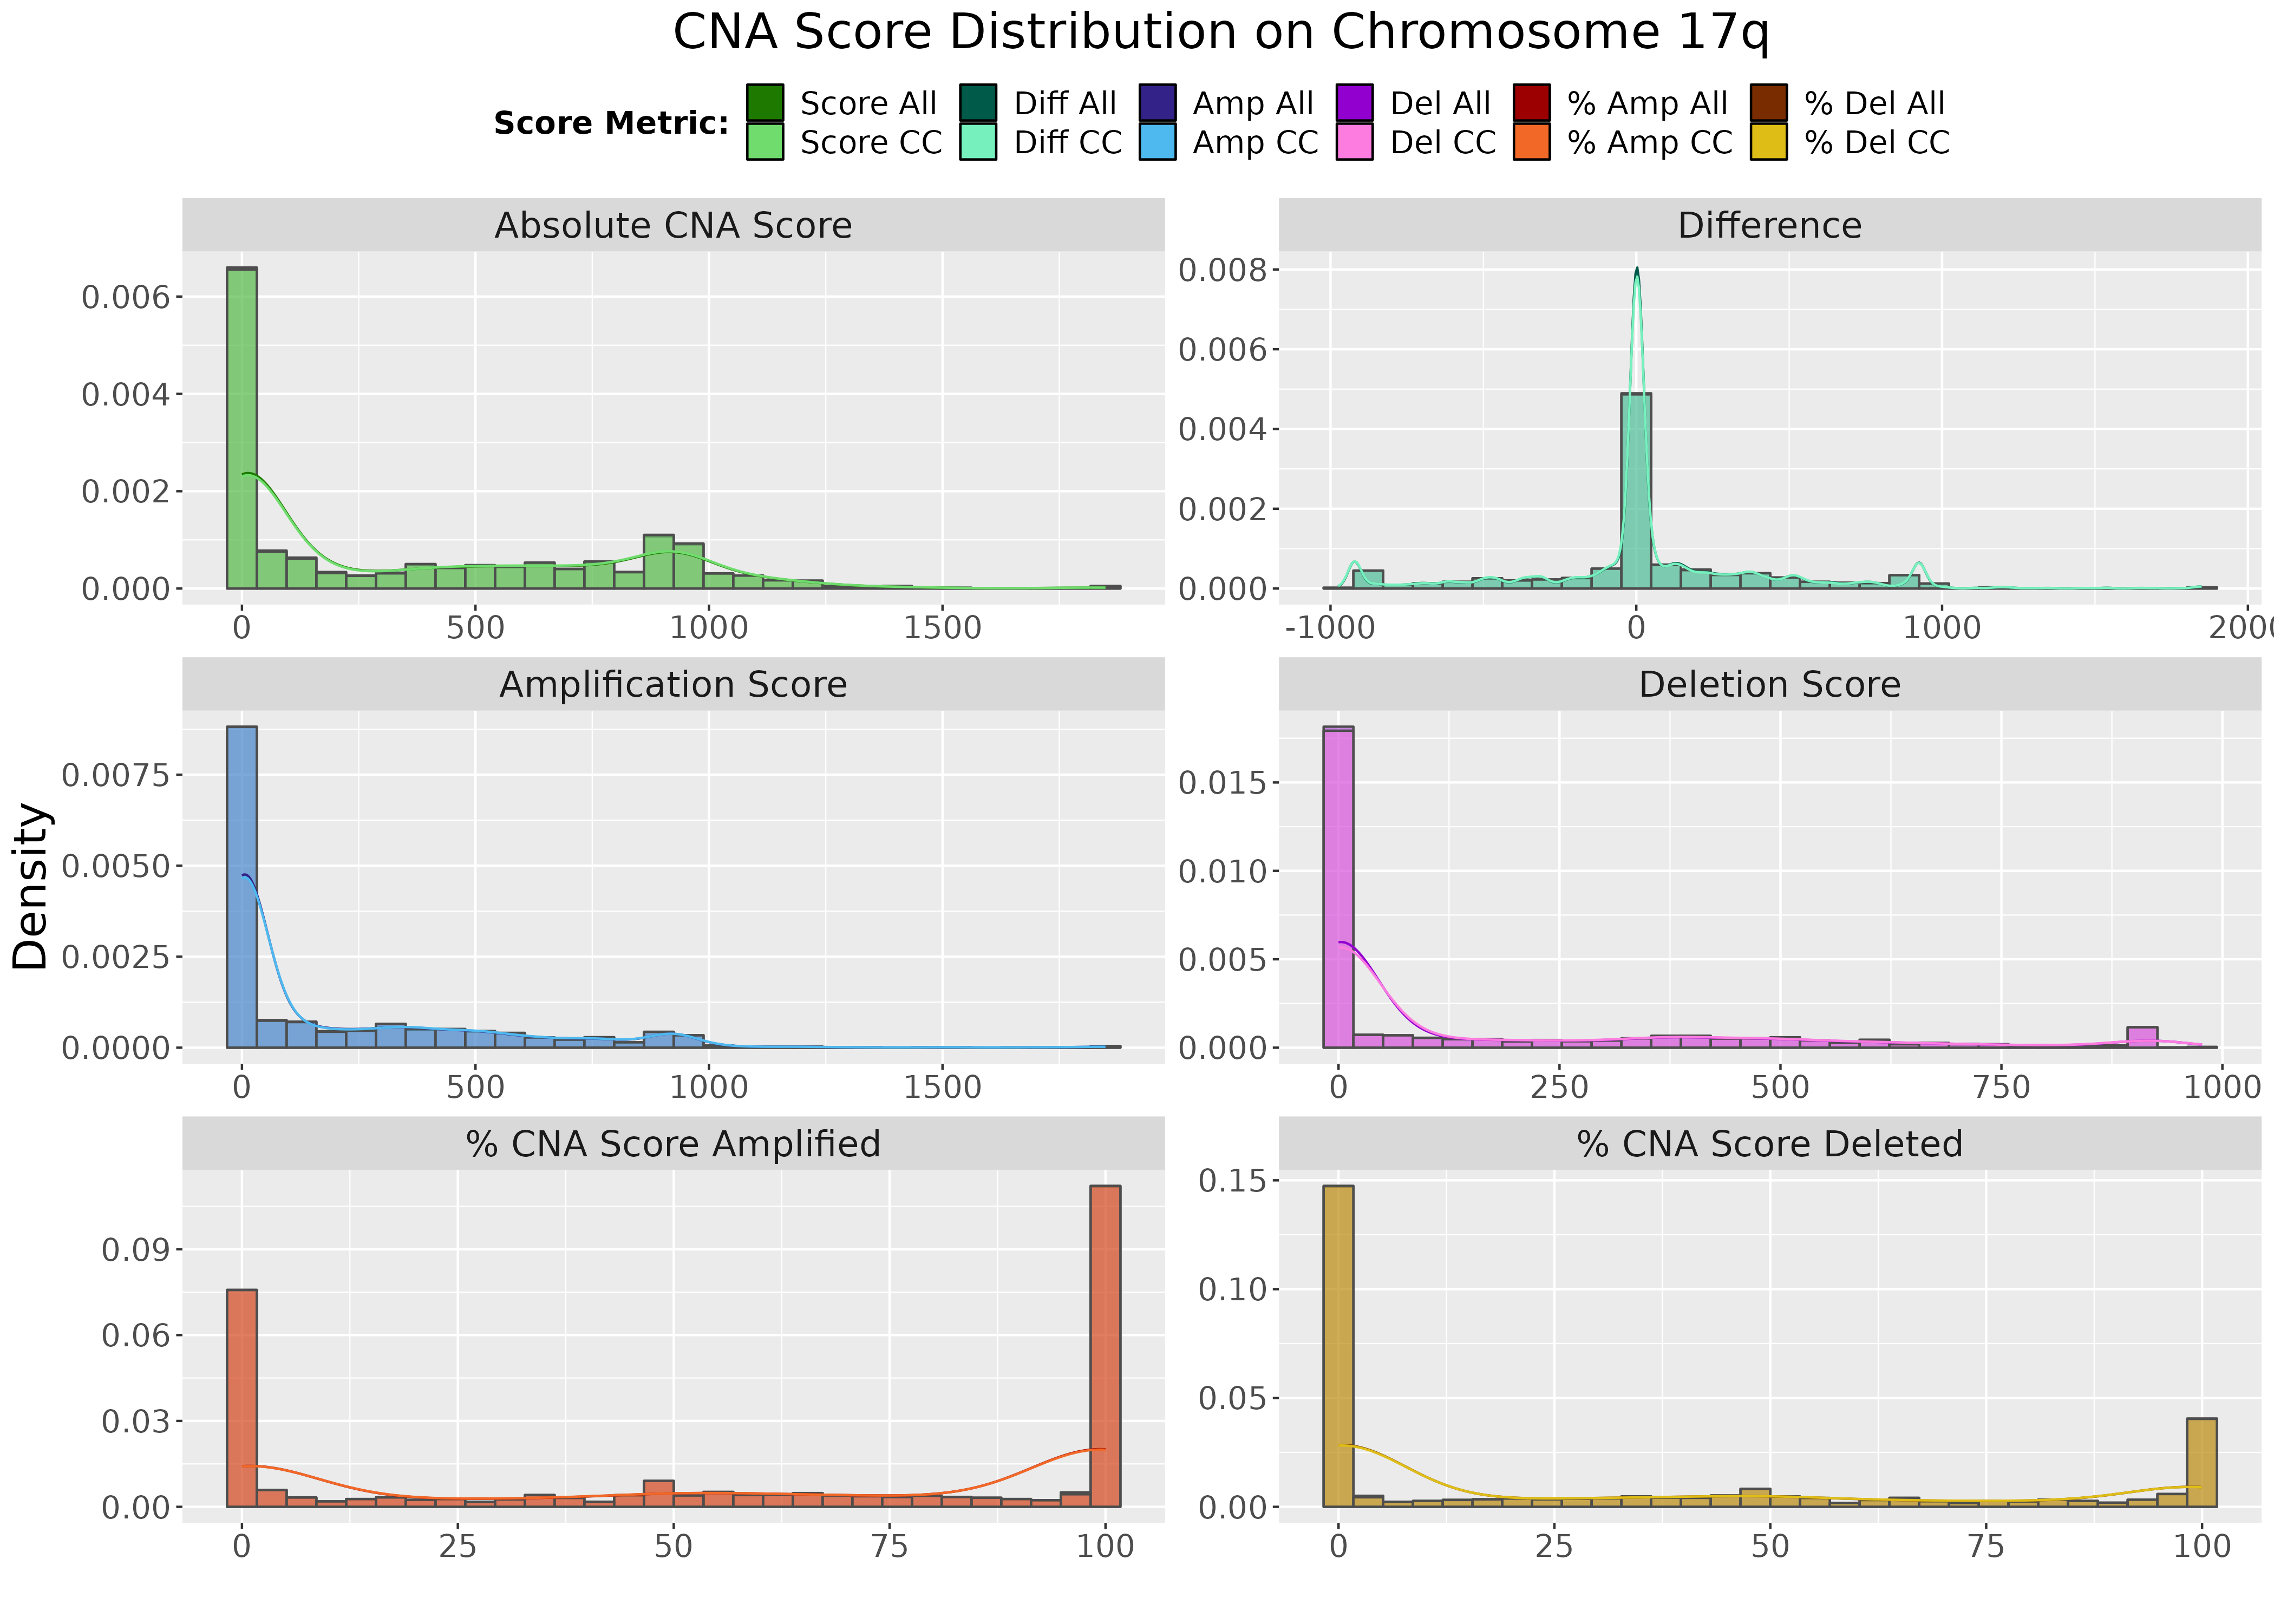 CNA Score Distribution on Chromosome 17q
Score Metric:
Score All Diff All Amp All Del All % Amp All % Del All
Score CC Diff CC Amp CC Del CC % Amp CC % Del CC
Absolute CNA Score
0.006
0.004
0.002
0.000
0 500 1000 1500
Difference
0.008
0.006
0.004
0.002
0.000
-1000 0 1000 200
Density
Amplification Score
0.0075
0.0050
0.0025
0.0000
0 500 1000 1500
Deletion Score
0.015
0.010
0.005
0.000
0 250 500 750 1000
% CNA Score Amplified
0.09
0.06
0.03
0.00
0 25 50 75 100
% CNA Score Deleted
0.15
0.10
0.05
0.00
0 25 50 75 100